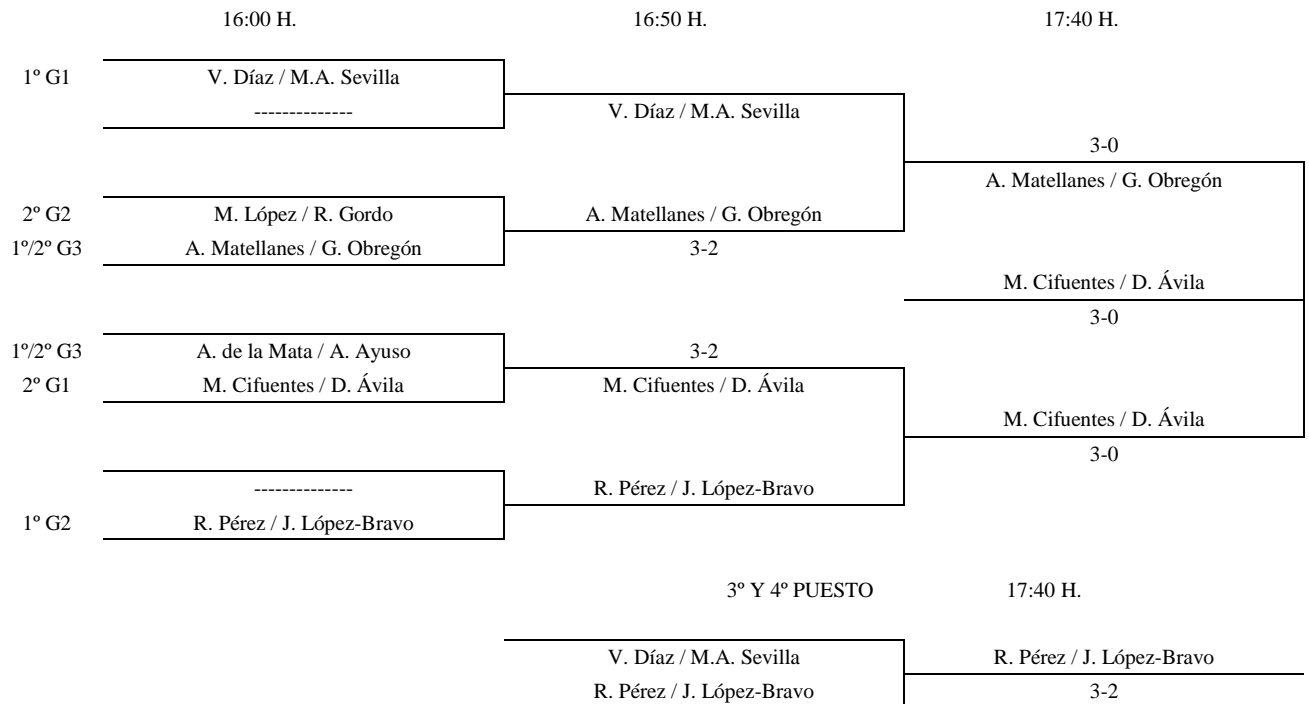 16:00 H. 16:50 H. 17:40 H.
1º G1 V. Díaz / M.A. Sevilla
-------------- V. Díaz / M.A. Sevilla
3-0
A. Matellanes / G. Obregón
2º G2 M. López / R. Gordo A. Matellanes / G. Obregón
1º/2º G3 A. Matellanes / G. Obregón 3-2
M. Cifuentes / D. Ávila
3-0
1º/2º G3 A. de la Mata / A. Ayuso 3-2
2º G1 M. Cifuentes / D. Ávila M. Cifuentes / D. Ávila
M. Cifuentes / D. Ávila
3-0
-------------- R. Pérez / J. López-Bravo
1º G2 R. Pérez / J. López-Bravo
3º Y 4º PUESTO 17:40 H.
V. Díaz / M.A. Sevilla R. Pérez / J. López-Bravo
R. Pérez / J. López-Bravo 3-2